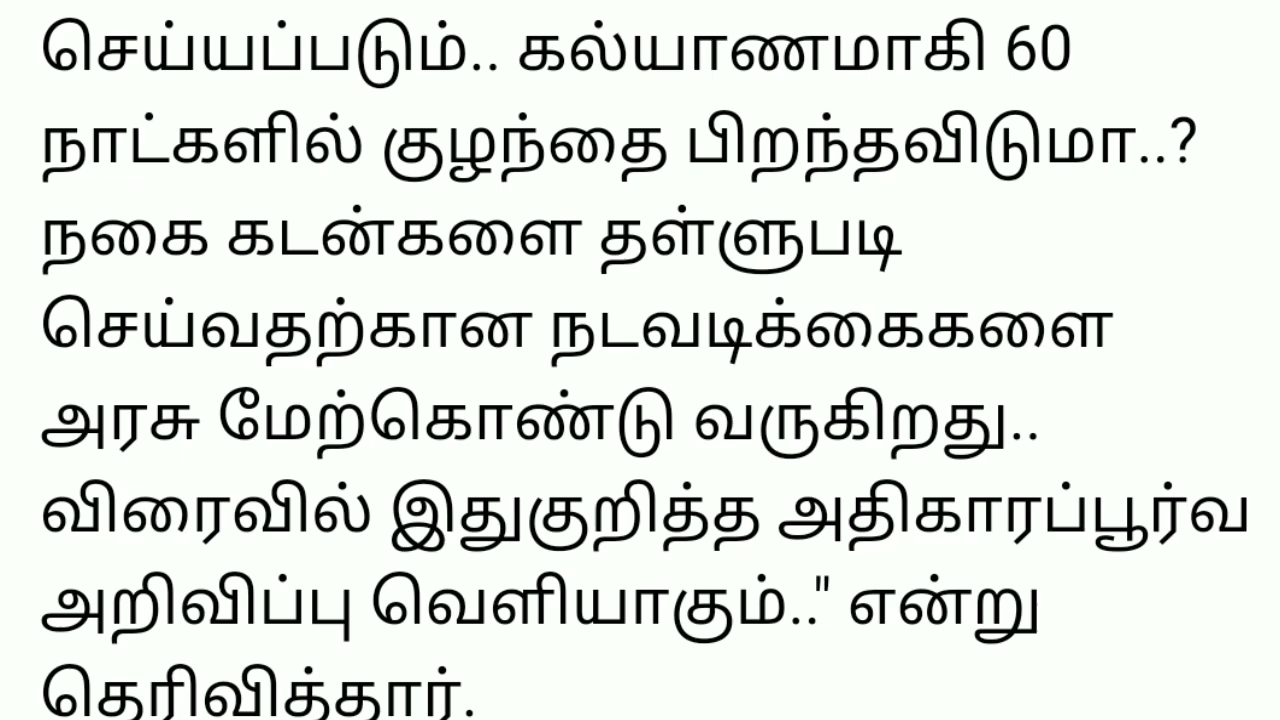 செய்யப்படும்.. கல்யாணமாகி 60
நாட்களில் குழந்தை பிறந்தவிடுமா..?
நகை கடன்களை தள்ளுபடி
செய்வதற்கான நடவடிக்கைகளை
அரசு மேற்கொண்டு வருகிறது..
விரைவில் இதுகுறித்த அதிகாரப்பூர்வ
அறிவிப்பு வெளியாகும்.." என்று
தெரிவித்தார்.